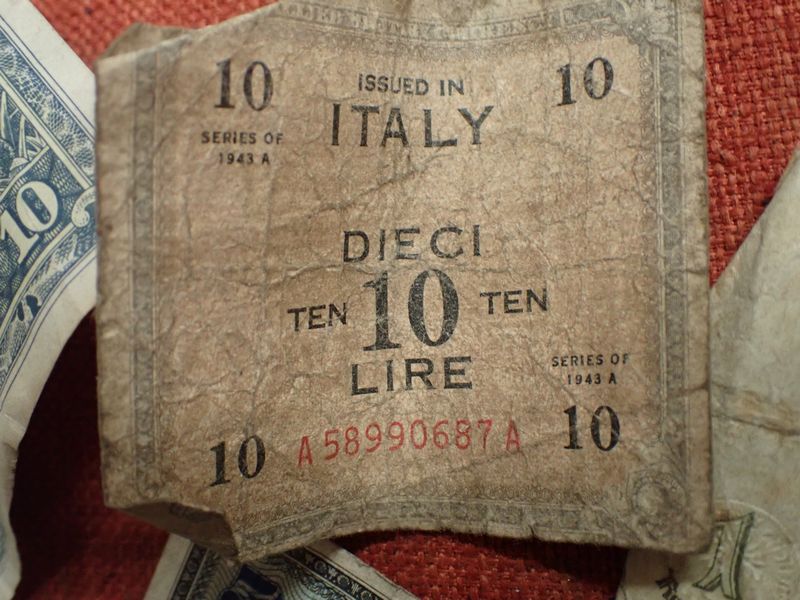 10
ISSUED IN
10
ITALY
SERIES OF
1943 A
DIECI
TEN 10 TEN
LIRE
SERIES OF
1943 A
10
A58990687A
10
10